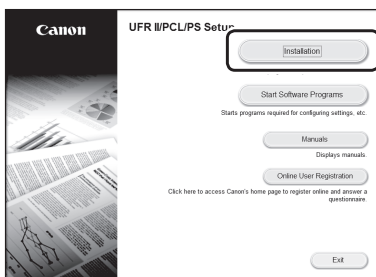 Canon
UFR II/PCL/PS Setup
Installation
Start Software Programs
Starts programs required for configuring settings, etc.
Manuals
Displays manuals.
Online User Registration
Click here to access Canon's home page to register online and answer a
questionnaire.
Exit